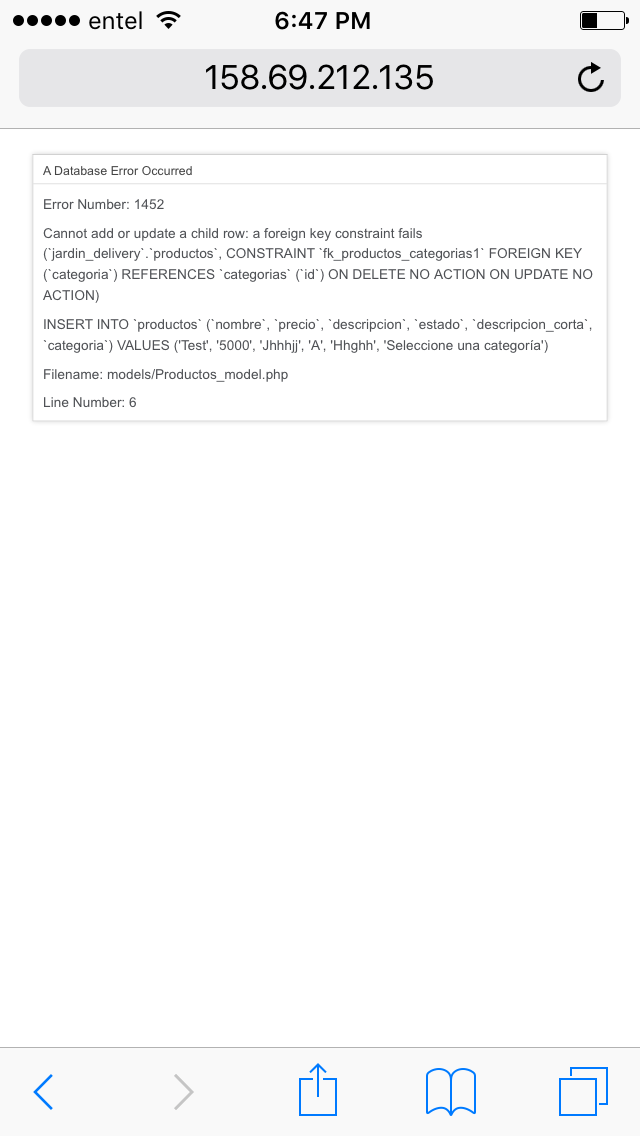 entel 6:47 PM
158.69.212.135
A Database Error Occurred
Error Number: 1452
Cannot add or update a child row: a foreign key constraint fails
(`jardin_delivery`.`productos`, CONSTRAINT `fk_productos_categorias1` FOREIGN KEY
(`categoria`) REFERENCES `categorias` (`id`) ON DELETE NO ACTION ON UPDATE NO
ACTION)
INSERT INTO `productos` (`nombre`, `precio`, `descripcion`, `estado`, `descripcion_corta`,
`categoria`) VALUES ('Test', '5000', 'Jhhhjj', 'A', 'Hhghh', 'Seleccione una categoría')
Filename: models/Productos_model.php
Line Number: 6